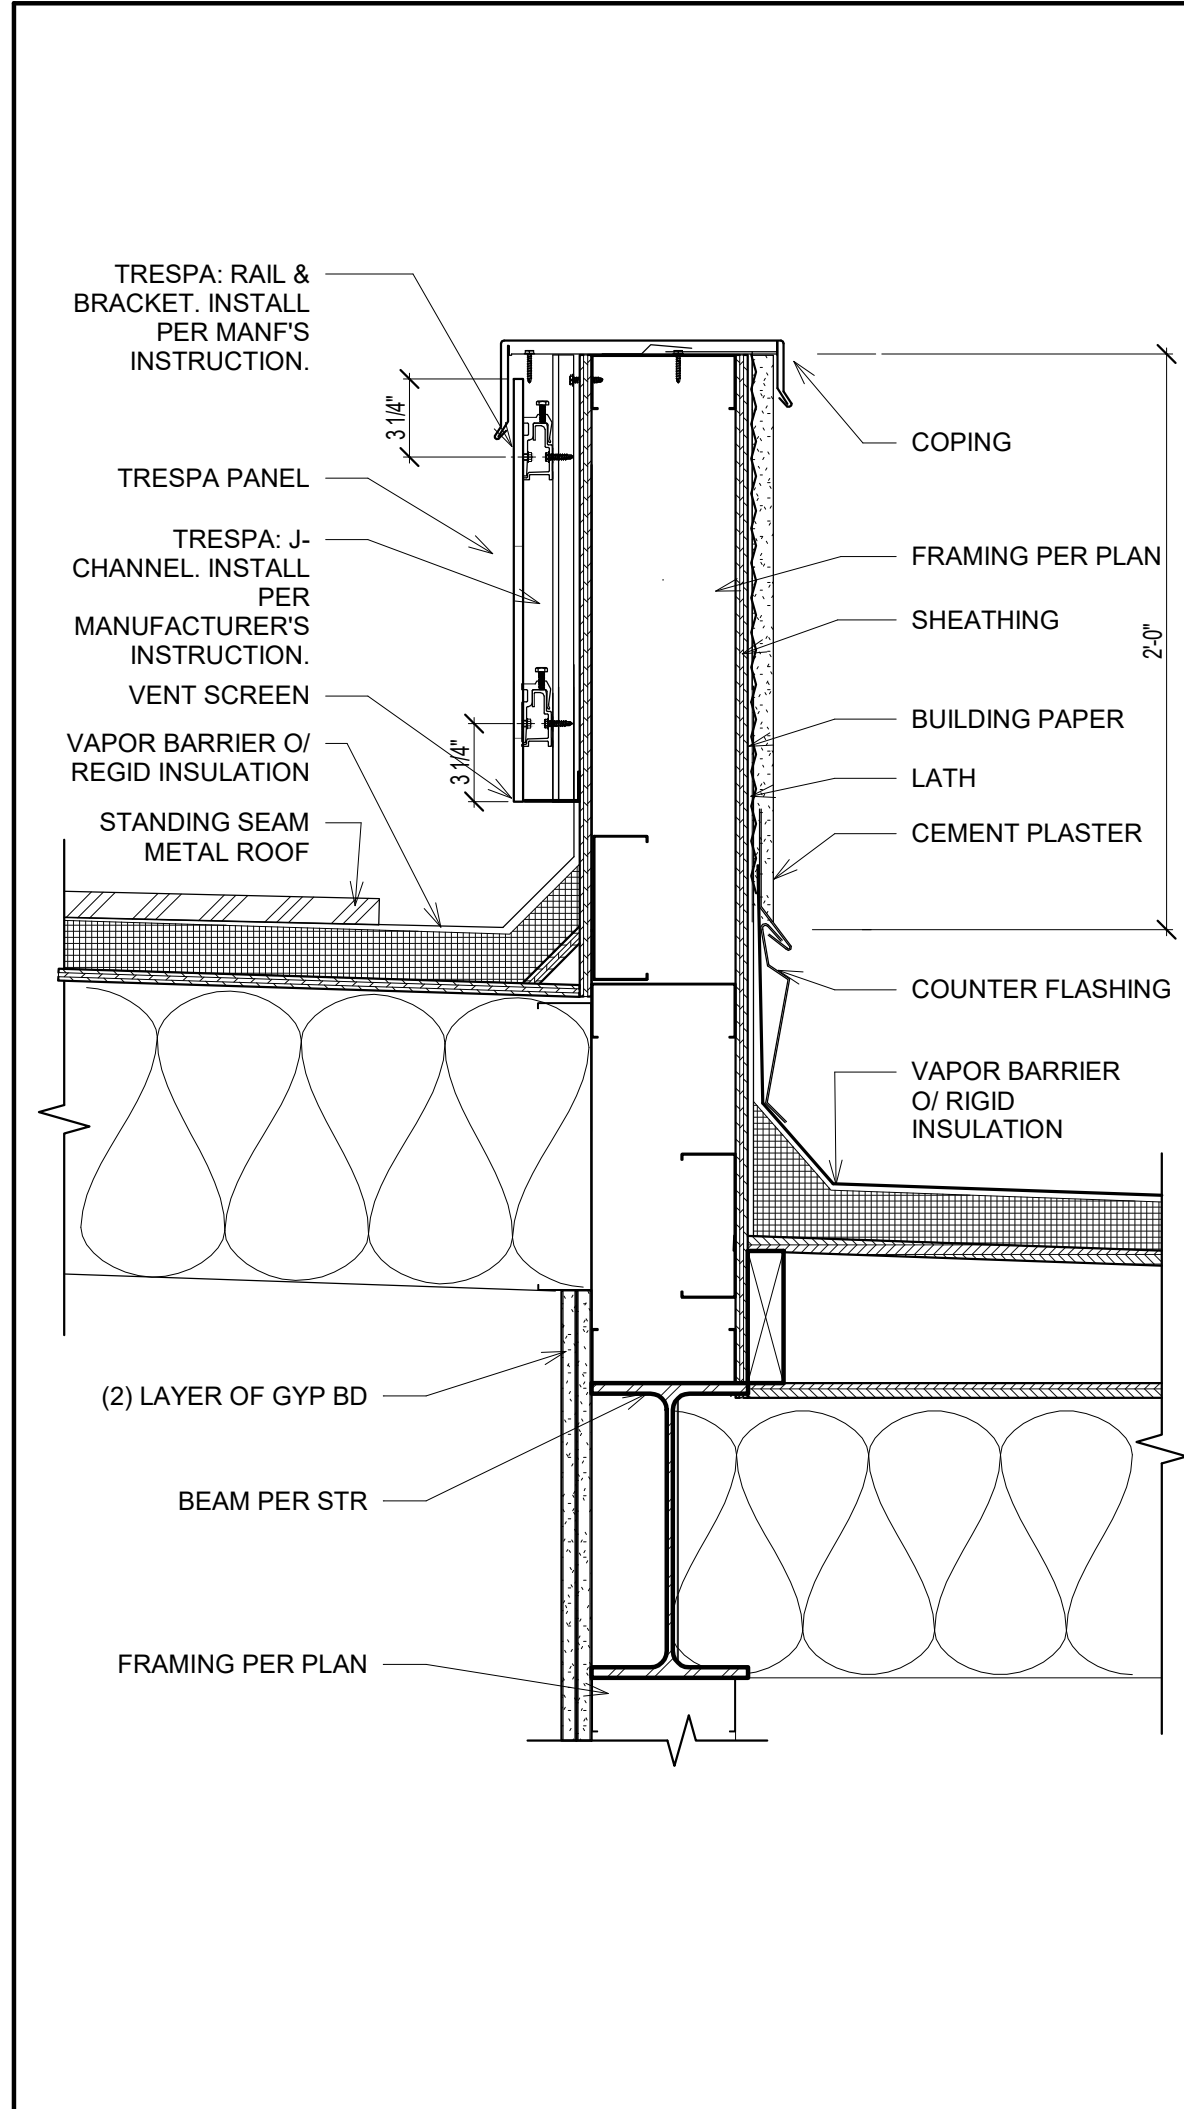 TRESPA: RAIL &
BRACKET. INSTALL
PER MANF'S
INSTRUCTION.
3 1/4"
TRESPA PANEL
TRESPA: J-
CHANNEL. INSTALL
PER
MANUFACTURER'S
INSTRUCTION.
VENT SCREEN
3 1/4"
VAPOR BARRIER O/
REGID INSULATION
STANDING SEAM
METAL ROOF
(2) LAYER OF GYP BD
BEAM PER STR
FRAMING PER PLAN
COPING
FRAMING PER PLAN
SHEATHING
2'-0"
BUILDING PAPER
LATH
CEMENT PLASTER
COUNTER FLASHING
VAPOR BARRIER
O/ RIGID
INSULATION